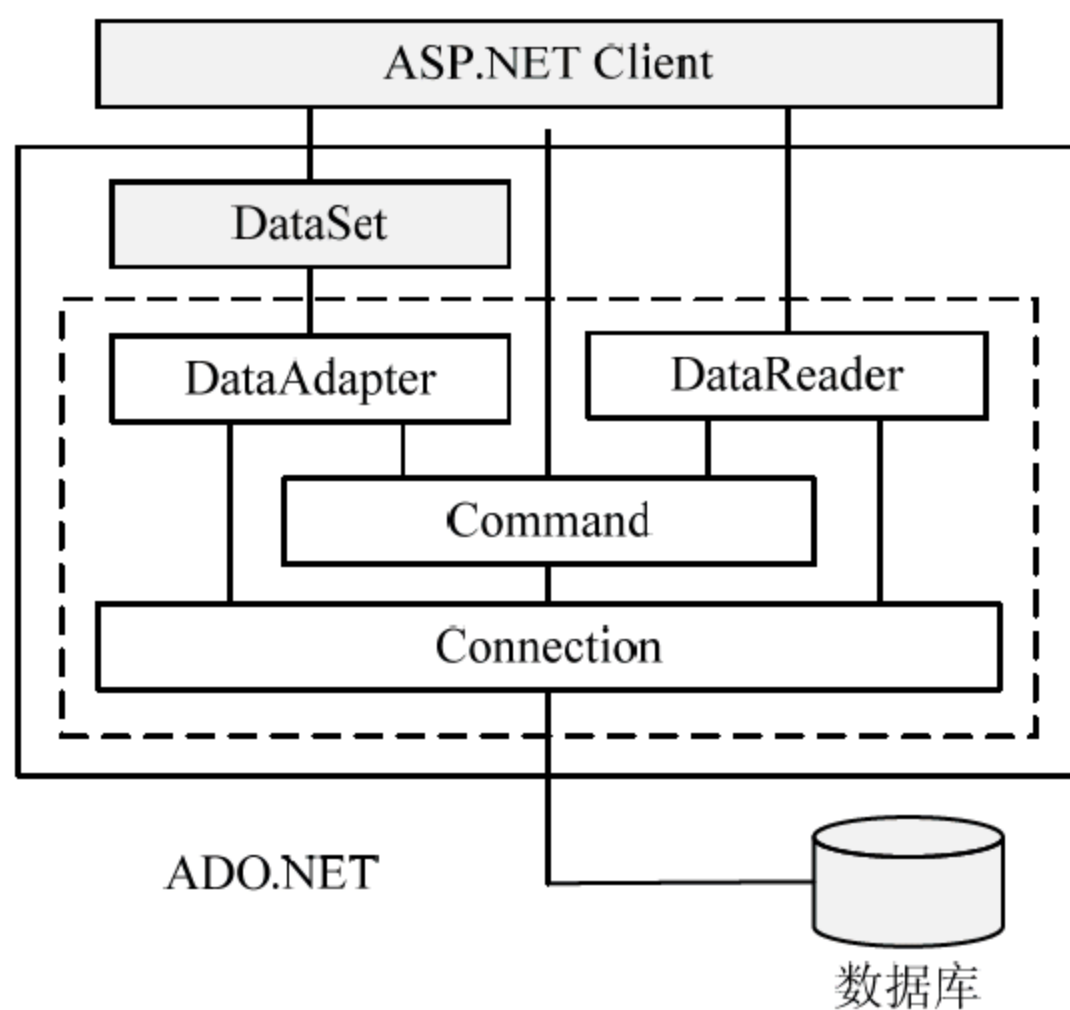 ASP.NET Client
DataSet
DataAdapter
DataReader
Command
Connection
ADO.NET
数据库